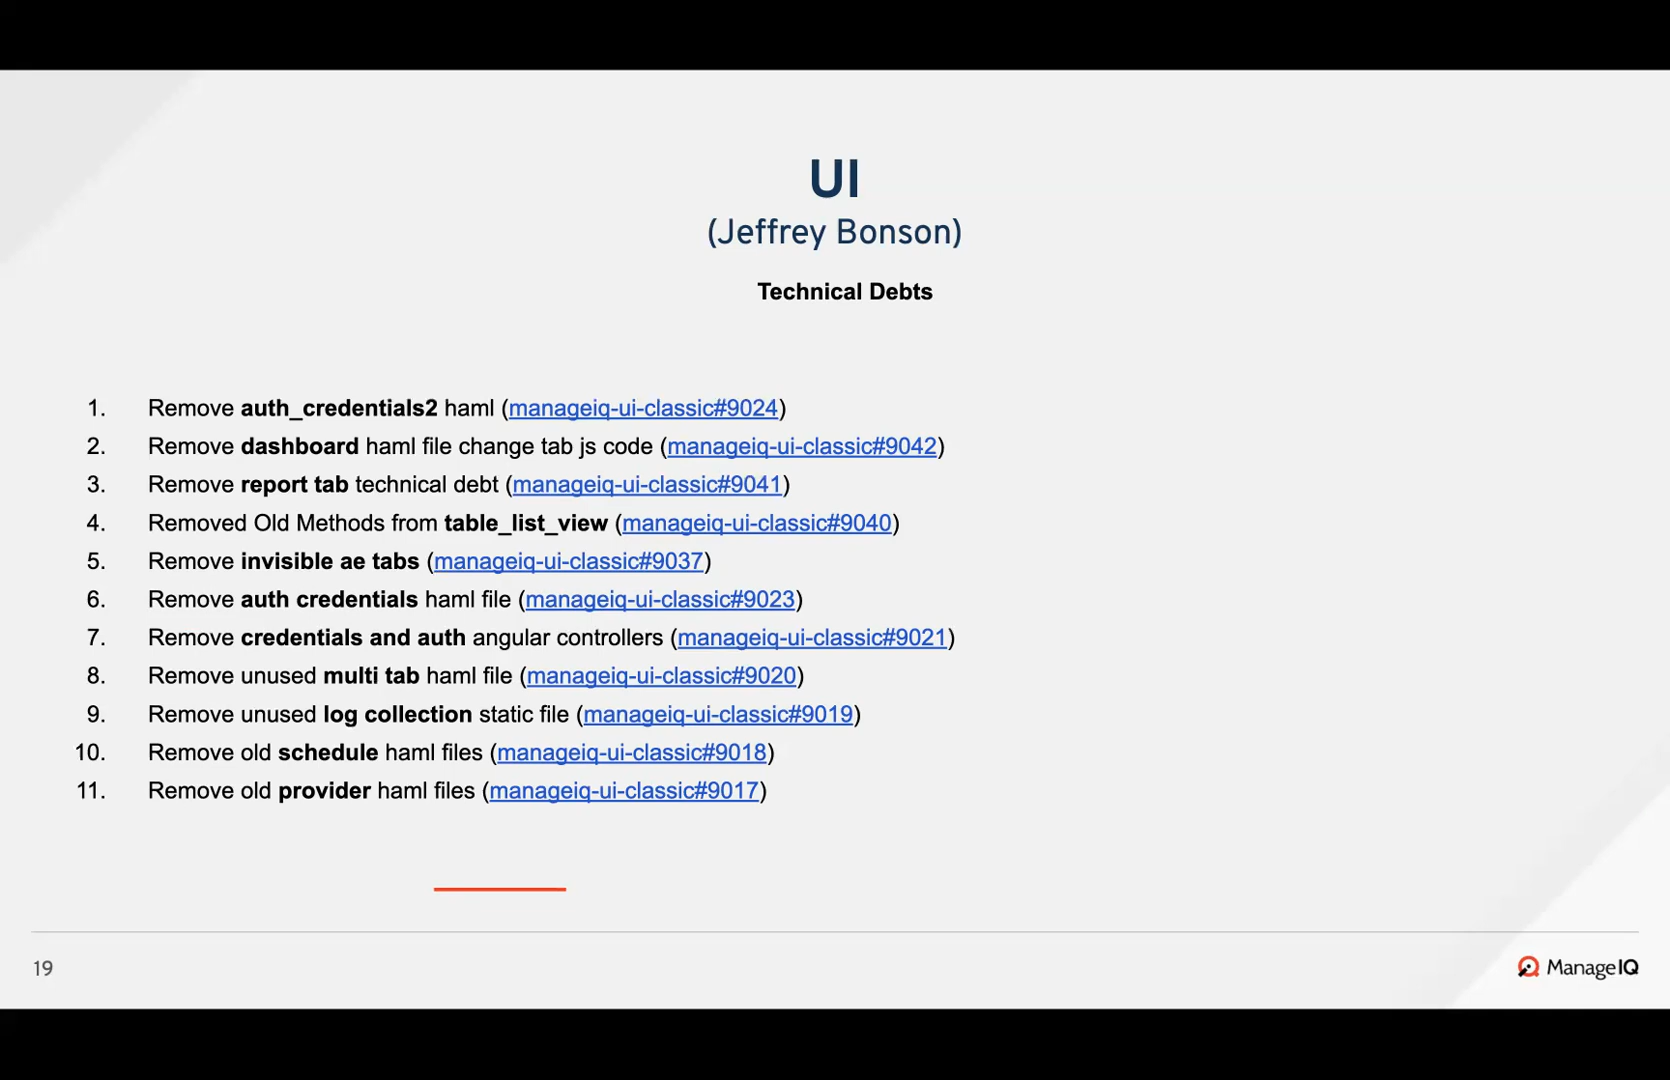 UI
(Jeffrey Bonson)
Technical Debts
1. Remove auth_credentials2 haml (manageiq-ui-classic#9024)
2. Remove dashboard haml file change tab js code (manageiq-ui-classic#9042)
3. Remove report tab technical debt (manageiq-ui-classic#9041)
4. Removed Old Methods from table_list_view (manageiq-ui-classic#9040)
5. Remove invisible ae tabs (manageiq-ui-classic#9037)
6. Remove auth credentials haml file (manageiq-ui-classic#9023)
7. Remove credentials and auth angular controllers (manageiq-ui-classic#9021)
8. Remove unused multi tab haml file (manageiq-ui-classic#9020)
9. Remove unused log collection static file (manageiq-ui-classic#9019)
10. Remove old schedule haml files (manageiq-ui-classic#9018)
11. Remove old provider haml files (manageiq-ui-classic#9017)
19
ManageIQ